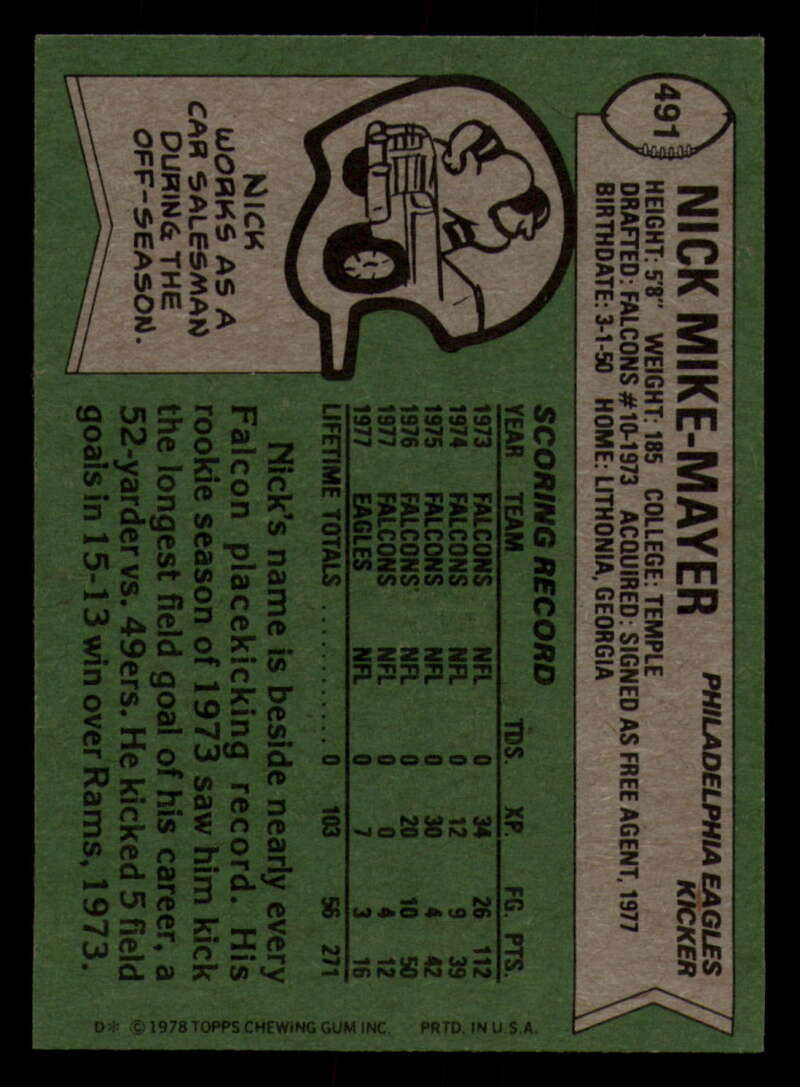 491
NICK MIKE-MAYER
PHILADELPHIA EAGLES
KICKER
HEIGHT: 5'8" WEIGHT: 185 COLLEGE: TEMPLE
DRAFTED: FALCONS #10-1973 ACQUIRED: SIGNED AS FREE AGENT, 1977
BIRTHDATE: 3-1-50 HOME: LITHONIA, GEORGIA
NICK
WORKS AS A
CAR SALESMAN
DURING THE
OFF-SEASON.
SCORING RECORD
YEAR TEAM TDS. XP. FG. PTS.
1973 FALCONS NFL 0 34 26 112
1974 FALCONS NFL 0 12 9 39
1975 FALCONS NFL 0 30 4 42
1976 FALCONS NFL 0 20 10 50
1977 FALCONS NFL 0 0 4 12
1977 EAGLES NFL 0 7 3 16
LIFETIME TOTALS ............ 0 103 56 271
Nick's name is beside nearly every
Falcon placekicking record. His
rookie season of 1973 saw him kick
the longest field goal of his career, a
52-yarder vs. 49ers. He kicked 5 field
goals in 15-13 win over Rams, 1973.
D* © 1978 TOPPS CHEWING GUM INC. PRTD. IN U.S.A.